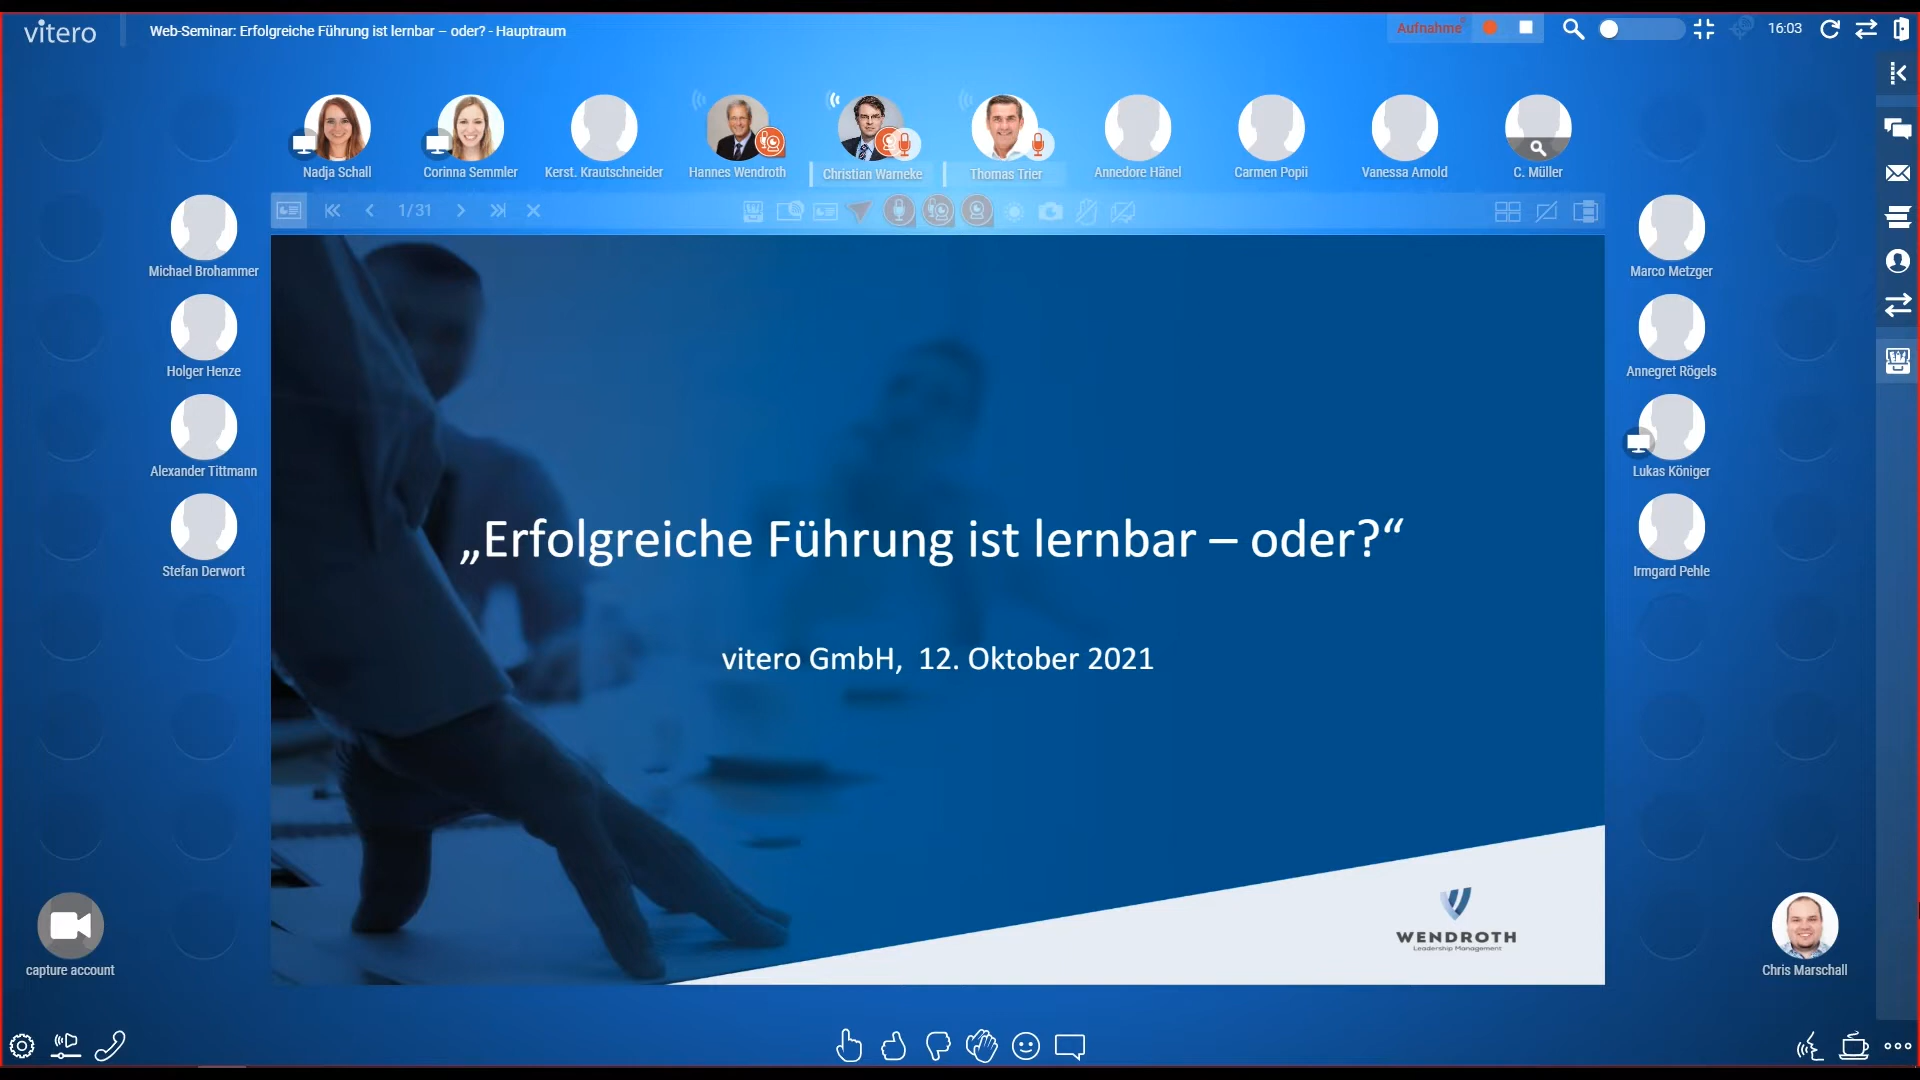 vitero
Web-Seminar: Erfolgreiche Führung ist lernbar – oder? - Hauptraum
Aufnahme
16:03
Nadja Schall
Corinna Semmler
Kerst. Krautschneider
Hannes Wendroth
Christian Warneke
Thomas Trier
Annedore Hänel
Carmen Popii
Vanessa Arnold
C. Müller
1/31
Michael Brohammer
Marco Metzger
Holger Henze
Annegret Rögels
Alexander Tittmann
Lukas Königer
Stefan Derwort
Irmgard Pehle
„Erfolgreiche Führung ist lernbar – oder?“
vitero GmbH, 12. Oktober 2021
WENDROTH
Leadership Management
capture account
Chris Marschall